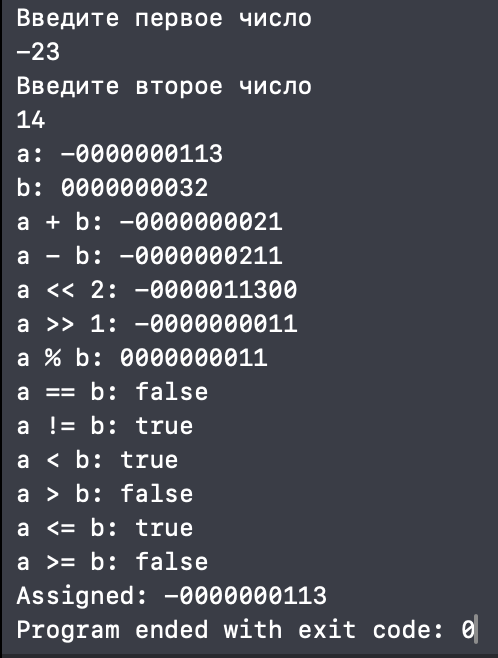 Введите первое число
-23
Введите второе число
14
a: -0000000113
b: 0000000032
a + b: -0000000021
a - b: -0000000211
a << 2: -0000011300
a >> 1: -0000000011
a % b: 0000000011
a == b: false
a != b: true
a < b: true
a > b: false
a <= b: true
a >= b: false
Assigned: -0000000113
Program ended with exit code: 0